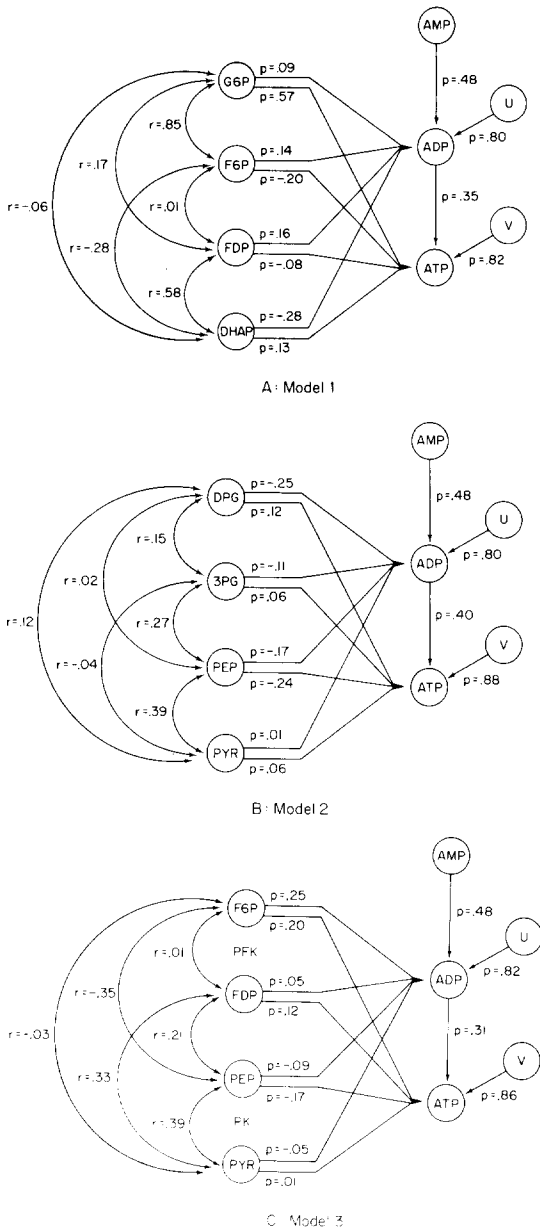 AMP
p=.09
G6P
p=.57
p=.48
U
r=.85
p=.80
r=.17
p=.14
ADP
F6P
r=-.06
p=-.20
r=.01
p=.35
r=-.28
p=.16
V
FDP
p=-.08
ATP
p=.82
r=.58
p=-.28
DHAP
p=.13
A: Model 1
AMP
p=-.25
DPG
p=.12
p=.48
U
r=.15
p=.80
r=.02
p=-.11
ADP
3PG
r=.12
p=.06
r=.27
p=.40
r=-.04
p=-.17
V
PEP
p=-.24
ATP
p=.88
r=.39
p=.01
PYR
p=.06
B: Model 2
AMP
p=.25
F6P
p=.20
p=.48
U
r=.01
PFK
p=.82
r=-.35
p=.05
ADP
FDP
r=-.03
p=.12
r=.21
p=.31
r=.33
p=-.09
V
PEP
p=-.17
ATP
p=.86
r=.39
PK
p=-.05
PYR
p=.01
C: Model 3